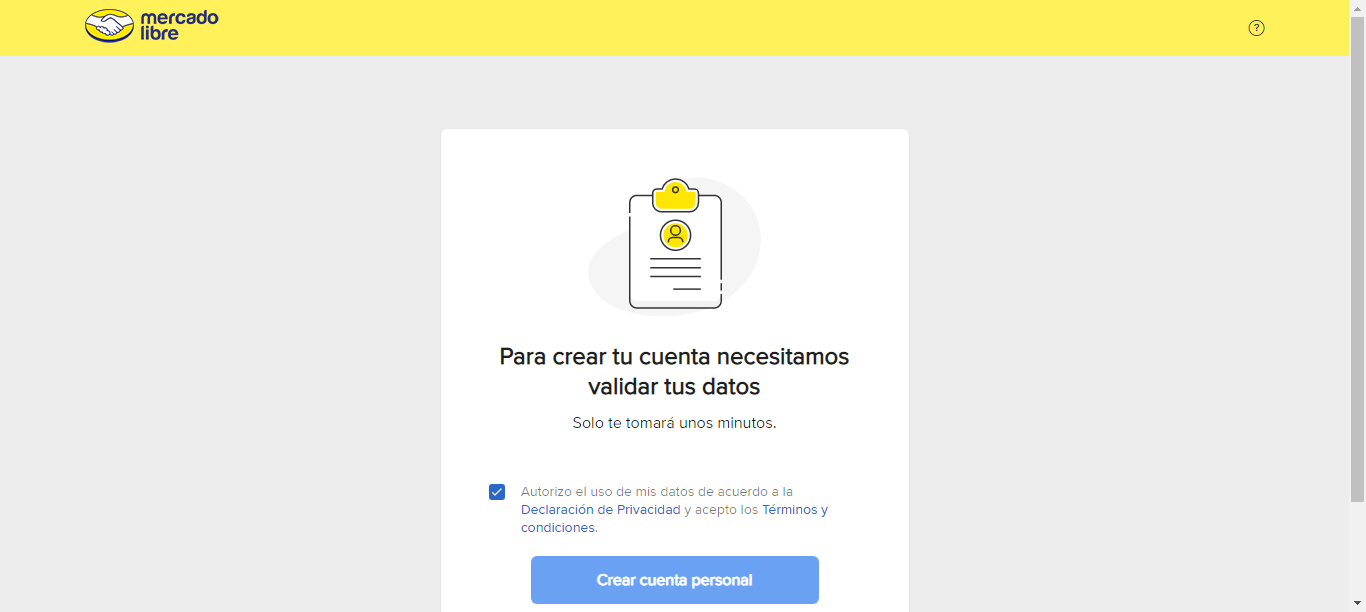 mercado
libre
?
Para crear tu cuenta necesitamos
validar tus datos
Solo te tomará unos minutos.
Autorizo el uso de mis datos de acuerdo a la
Declaración de Privacidad y acepto los Términos y
condiciones.
Crear cuenta personal